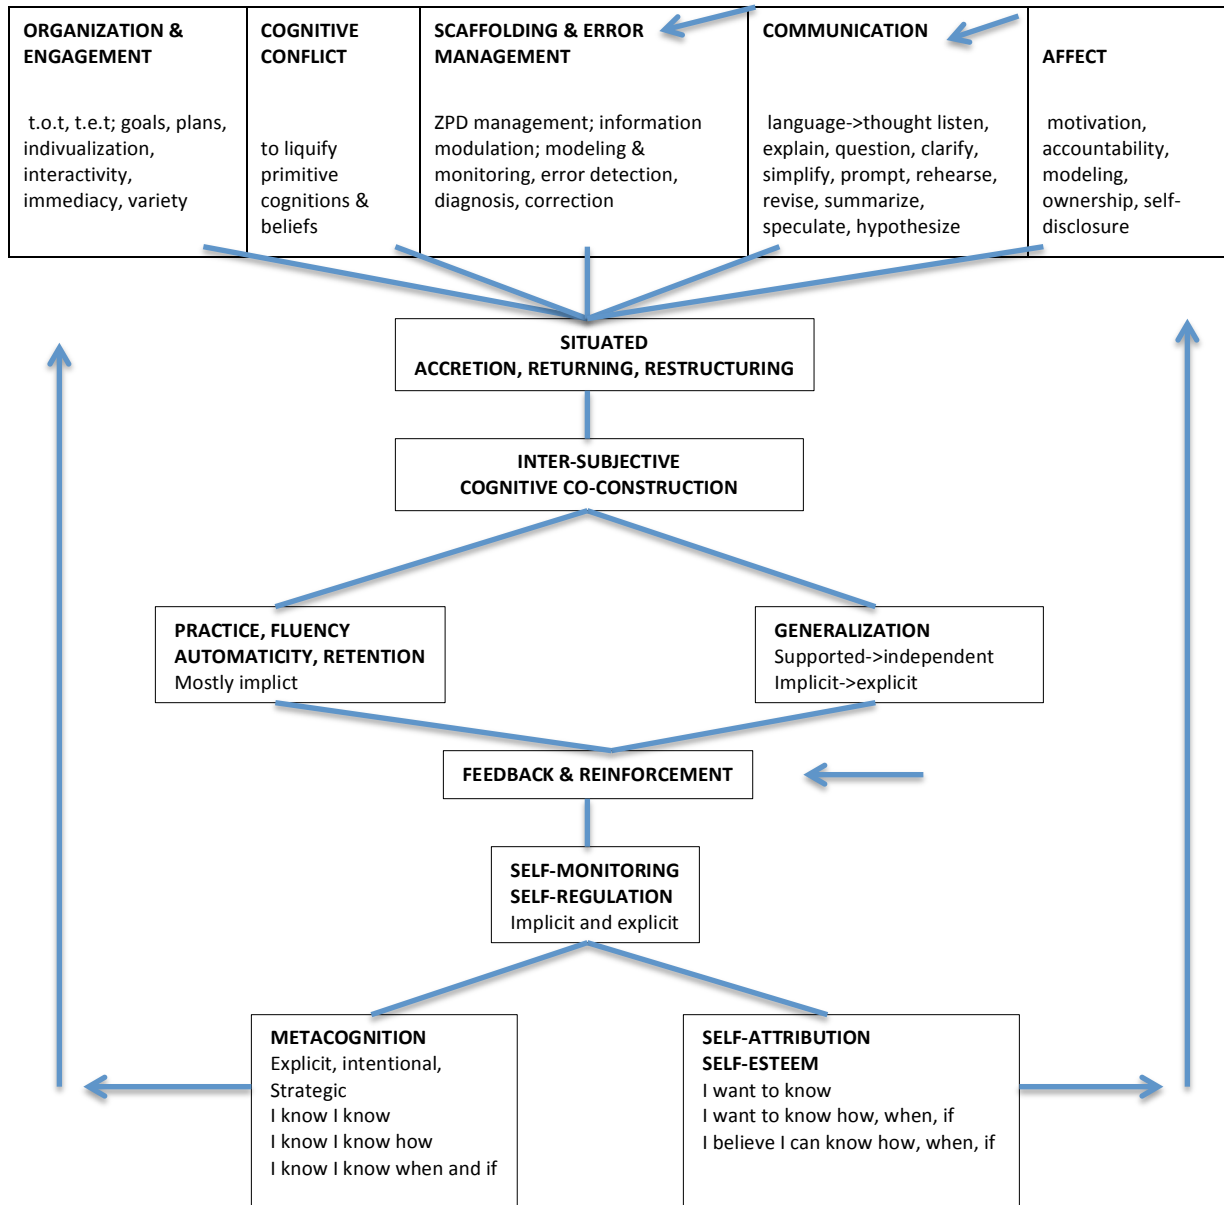 ORGANIZATION &
ENGAGEMENT
t.o.t, t.e.t; goals, plans,
indivualization,
interactivity,
immediacy, variety
COGNITIVE
CONFLICT
to liquify
primitive
cognitions &
beliefs
SCAFFOLDING & ERROR
MANAGEMENT
ZPD management; information
modulation; modeling &
monitoring, error detection,
diagnosis, correction
COMMUNICATION
language->thought listen,
explain, question, clarify,
simplify, prompt, rehearse,
revise, summarize,
speculate, hypothesize
AFFECT
motivation,
accountability,
modeling,
ownership, self-
disclosure
SITUATED
ACCRETION, RETURNING, RESTRUCTURING
INTER-SUBJECTIVE
COGNITIVE CO-CONSTRUCTION
PRACTICE, FLUENCY
AUTOMATICITY, RETENTION
Mostly implict
GENERALIZATION
Supported->independent
Implicit->explicit
FEEDBACK & REINFORCEMENT
SELF-MONITORING
SELF-REGULATION
Implicit and explicit
METACOGNITION
Explicit, intentional,
Strategic
I know I know
I know I know how
I know I know when and if
SELF-ATTRIBUTION
SELF-ESTEEM
I want to know
I want to know how, when, if
I believe I can know how, when, if